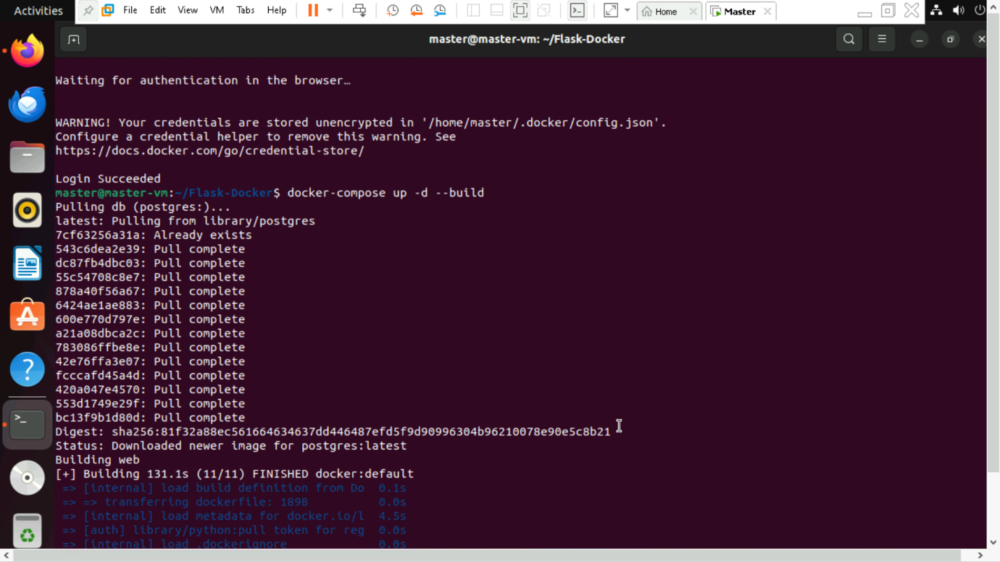 Activities
File Edit View VM Tabs Help
Home
Master
master@master-vm: ~/Flask-Docker
Waiting for authentication in the browser…
WARNING! Your credentials are stored unencrypted in '/home/master/.docker/config.json'.
Configure a credential helper to remove this warning. See
https://docs.docker.com/go/credential-store/
Login Succeeded
master@master-vm:~/Flask-Docker$ docker-compose up -d --build
Pulling db (postgres:)...
latest: Pulling from library/postgres
7cf63256a31a: Already exists
543c6dea2e39: Pull complete
dc87fb4dbc03: Pull complete
55c54708c8e7: Pull complete
878a40f56a67: Pull complete
6424ae1ae883: Pull complete
600e770d797e: Pull complete
a21a08dbca2c: Pull complete
783086ffbe8e: Pull complete
42e76ffa3e07: Pull complete
fcccafd45a4d: Pull complete
420a047e4570: Pull complete
553d1749e29f: Pull complete
bc13f9b1d80d: Pull complete
Digest: sha256:81f32a88ec561664634637dd446487efd5f9d90996304b96210078e90e5c8b21
Status: Downloaded newer image for postgres:latest
Building web
[+] Building 131.1s (11/11) FINISHED docker:default
=> [internal] load build definition from Do 0.1s
=> => transferring dockerfile: 189B 0.0s
=> [internal] load metadata for docker.io/l 4.5s
=> [auth] library/python:pull token for reg 0.0s
=> [internal] load .dockerignore 0.0s